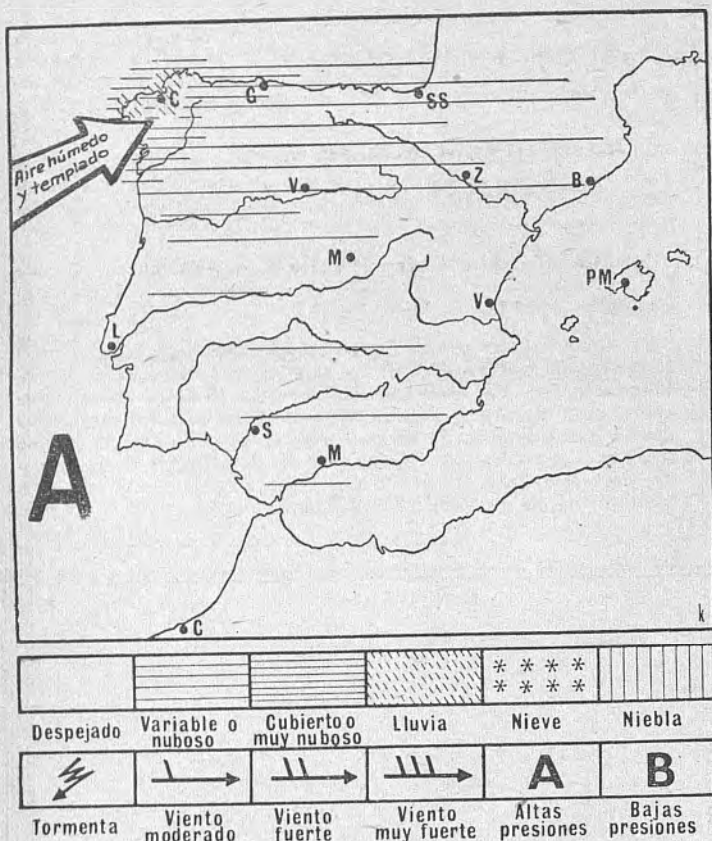 C
G
SS
Aire húmedo
y templado
V
Z
B
M
PM
V
L
S
A
M
C
k
Despejado
Variable o
nuboso
Cubierto o
muy nuboso
Lluvia
Nieve
Niebla
A
B
Tormenta
Viento
moderado
Viento
fuerte
Viento
muy fuerte
Altas
presiones
Bajas
presiones